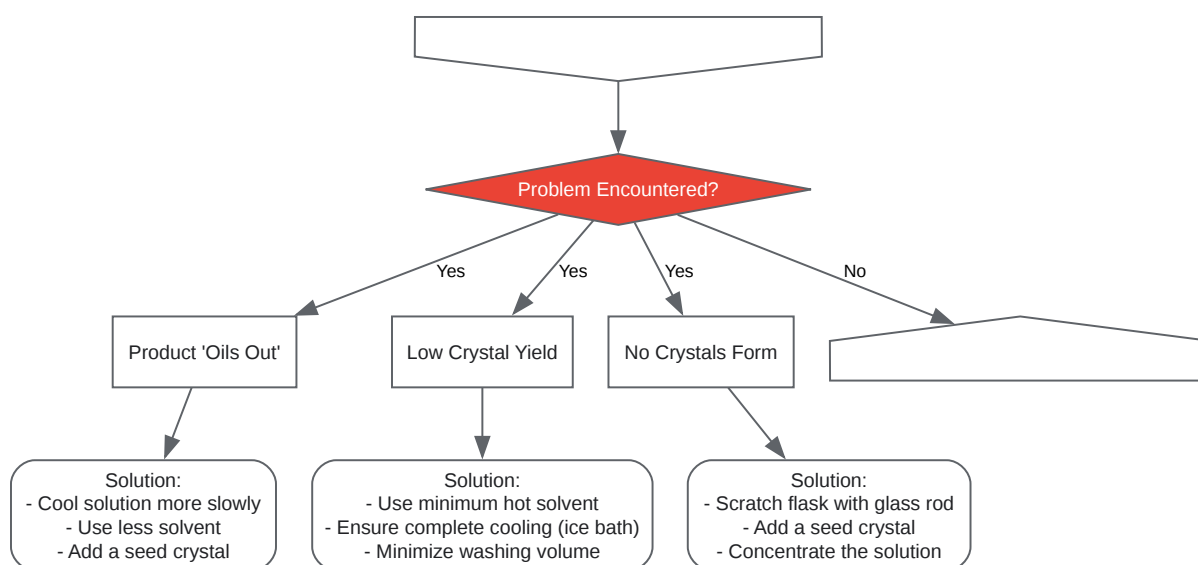 Problem Encountered?
Yes
Yes
Yes
No
Product 'Oils Out'
Low Crystal Yield
No Crystals Form
Solution:
- Cool solution more slowly
- Use less solvent
- Add a seed crystal
Solution:
- Use minimum hot solvent
- Ensure complete cooling (ice bath)
- Minimize washing volume
Solution:
- Scratch flask with glass rod
- Add a seed crystal
- Concentrate the solution